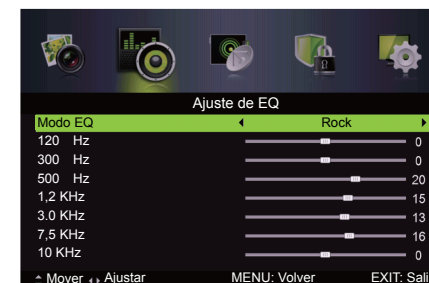 Ajuste de EQ
Modo EQ Rock
120 Hz 0
300 Hz 0
500 Hz 20
1,2 KHz 15
3.0 KHz 13
7,5 KHz 16
10 KHz 0
Mover Ajustar MENU: Volver EXIT: Sali